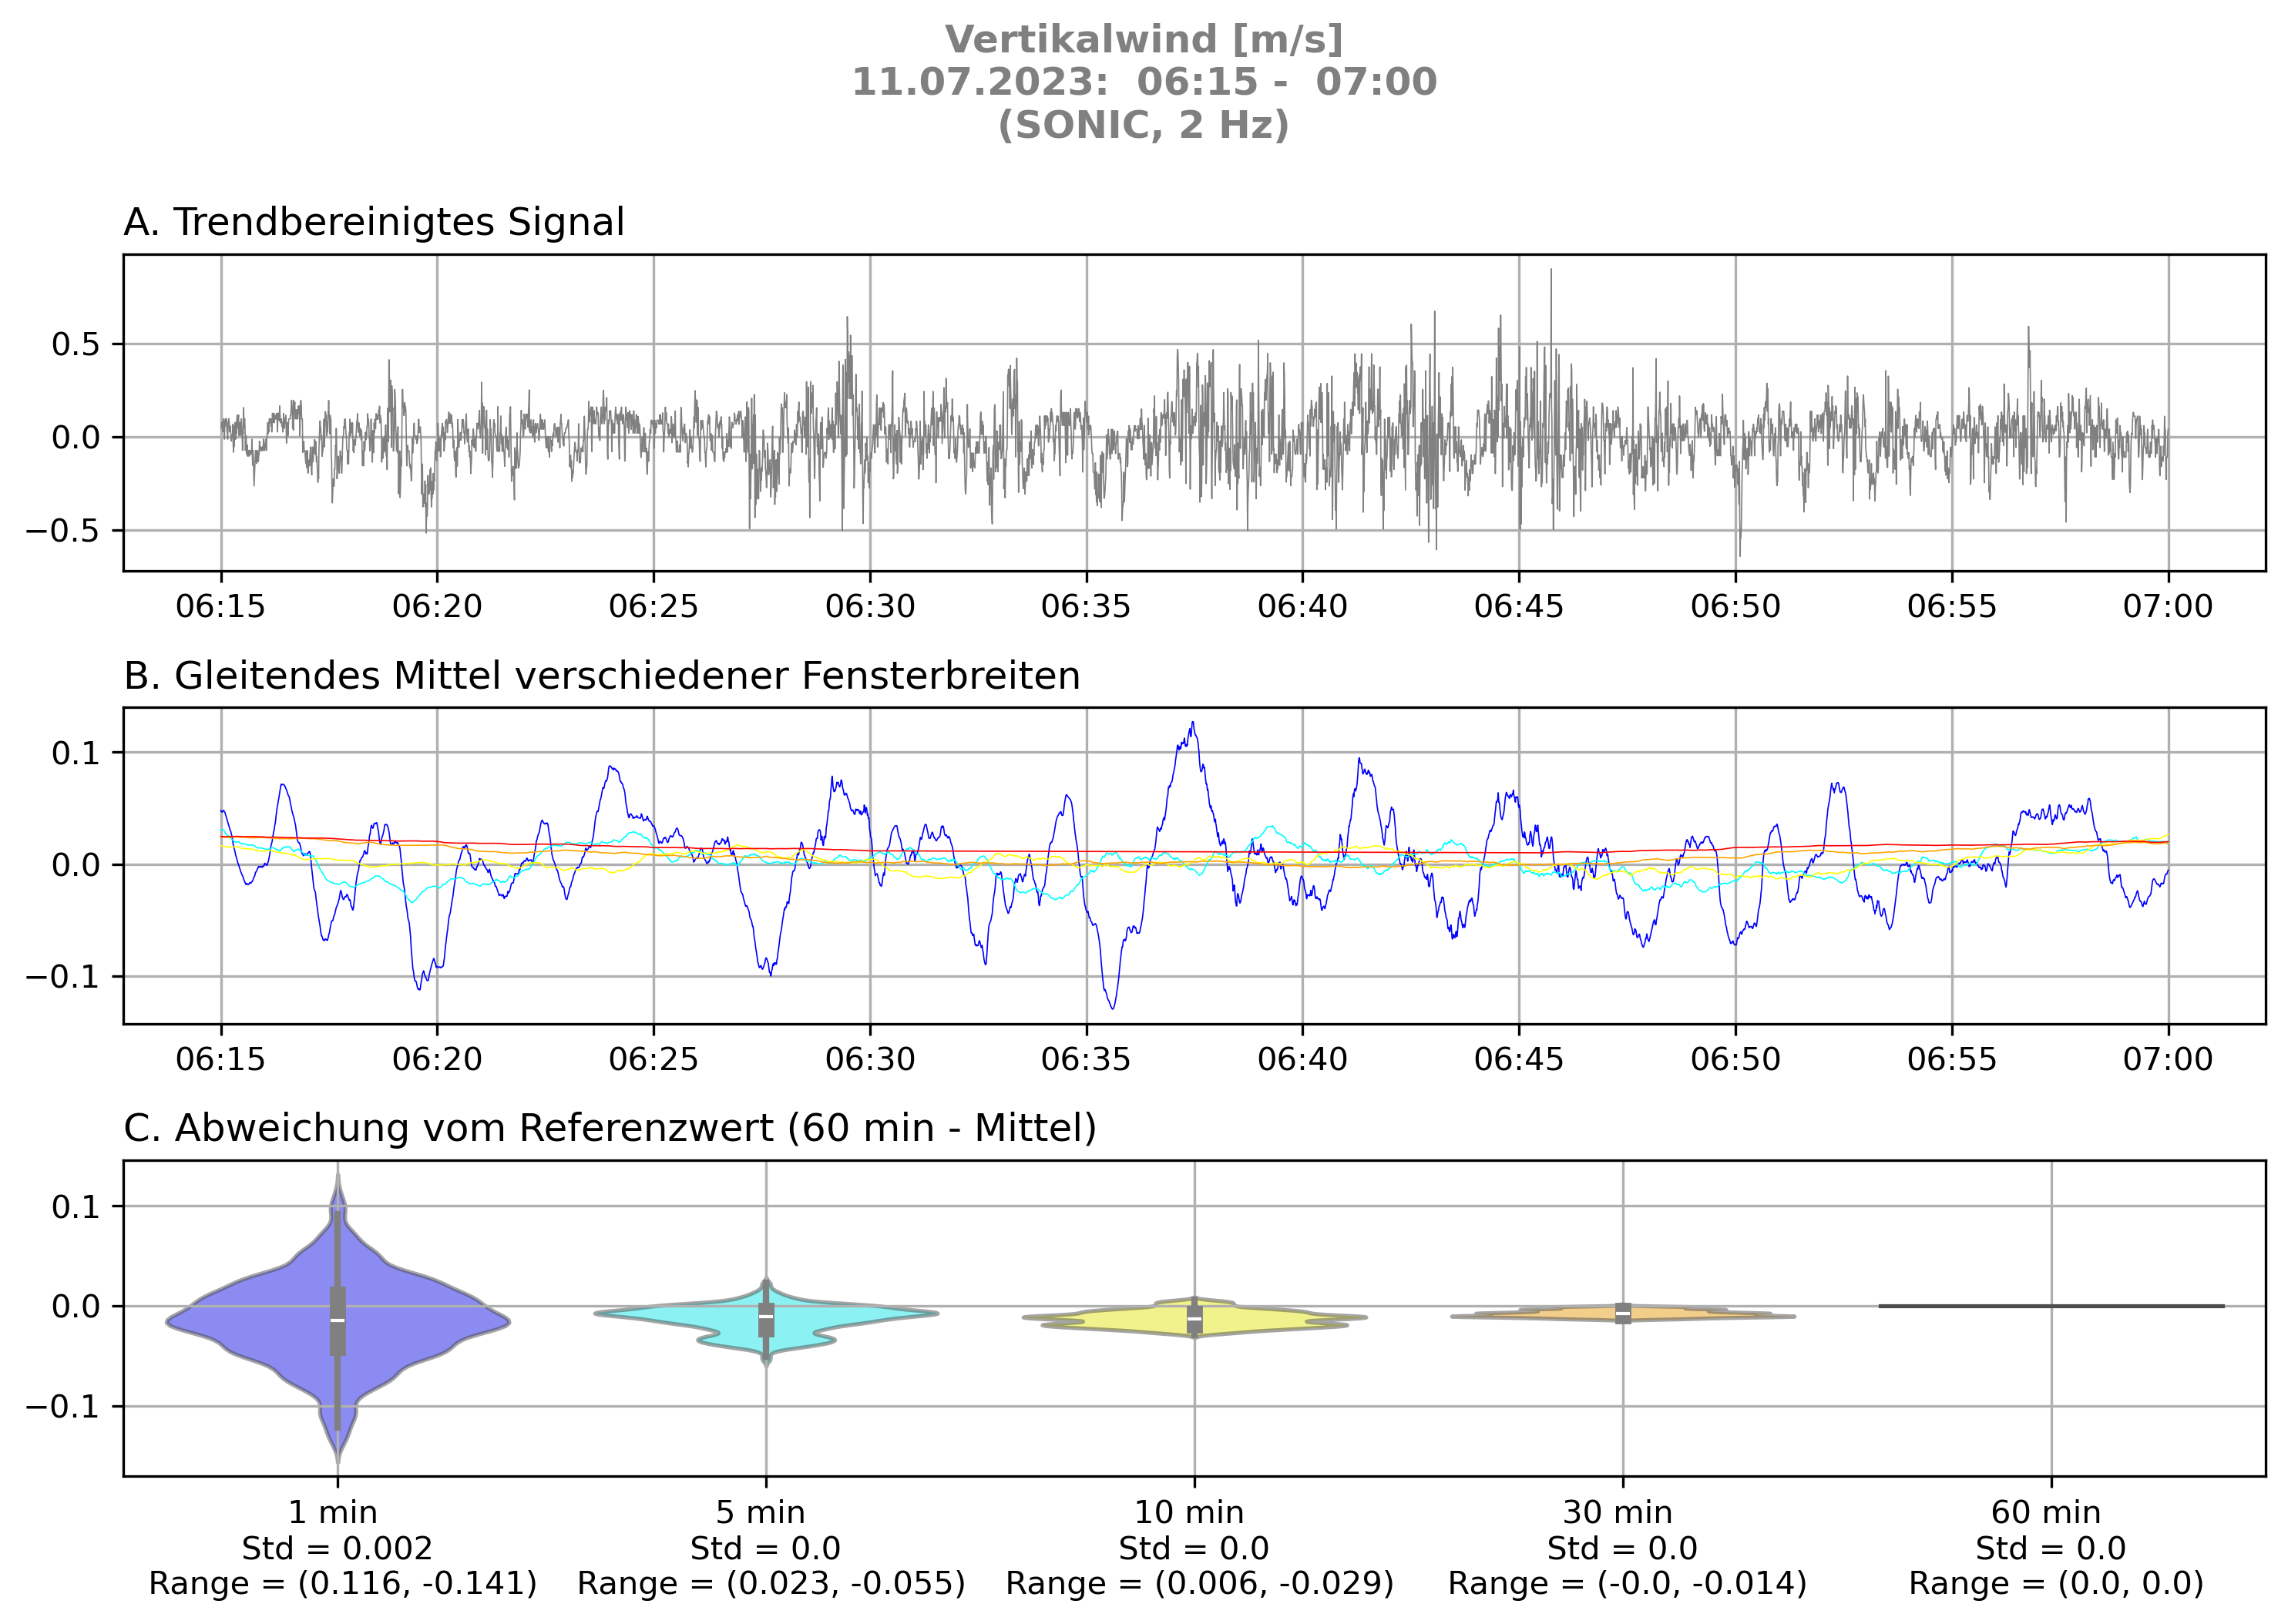 Vertikalwind [m/s]
11.07.2023:  06:15 -  07:00
(SONIC, 2 Hz)
A. Trendbereinigtes Signal
0.5
0.0
−0.5
06:15 06:20 06:25 06:30 06:35 06:40 06:45 06:50 06:55 07:00
B. Gleitendes Mittel verschiedener Fensterbreiten
0.1
0.0
−0.1
06:15 06:20 06:25 06:30 06:35 06:40 06:45 06:50 06:55 07:00
C. Abweichung vom Referenzwert (60 min - Mittel)
0.1
0.0
−0.1
1 min 5 min 10 min 30 min 60 min
Std = 0.002 Std = 0.0 Std = 0.0 Std = 0.0 Std = 0.0
Range = (0.116, -0.141) Range = (0.023, -0.055) Range = (0.006, -0.029) Range = (-0.0, -0.014) Range = (0.0, 0.0)